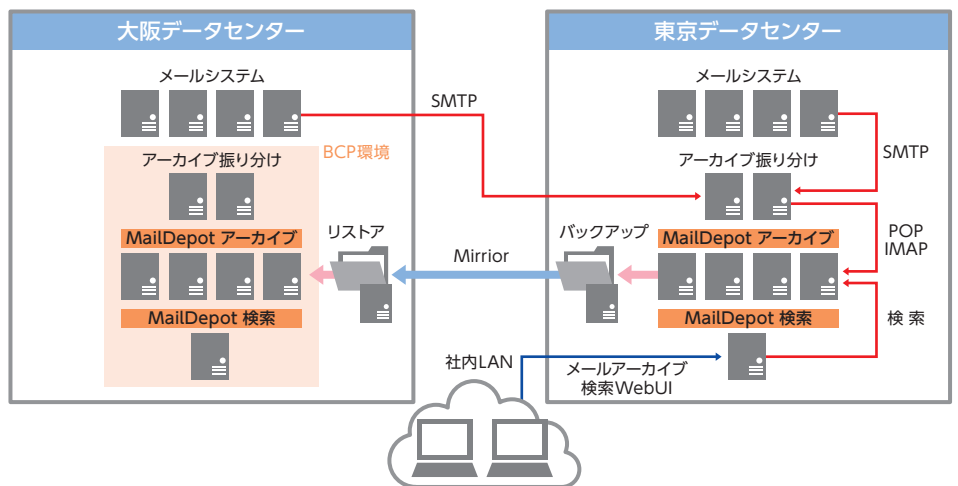 大阪データセンター
メールシステム
アーカイブ振り分け
BCP環境
MailDepot アーカイブ
MailDepot 検索
SMTP
リストア
Mirrior
バックアップ
東京データセンター
メールシステム
SMTP
アーカイブ振り分け
POP
IMAP
MailDepot アーカイブ
MailDepot 検索
検 索
社内LAN
メールアーカイブ
検索WebUI